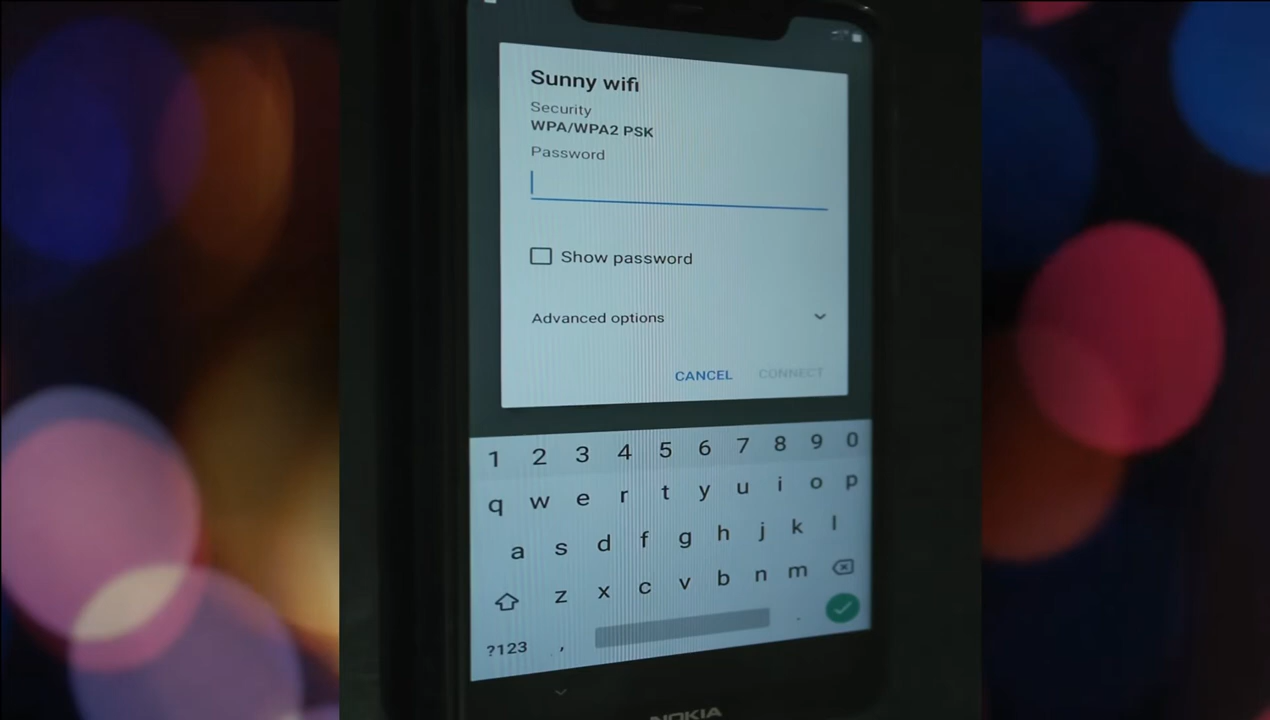 Sunny wifi
Security
WPA/WPA2 PSK
Password
Show password
Advanced options
CANCEL CONNECT
1 2 3 4 5 6 7 8 9 0
q w e r t y u i o p
a s d f g h j k l
z x c v b n m
?123 , .
NOKIA